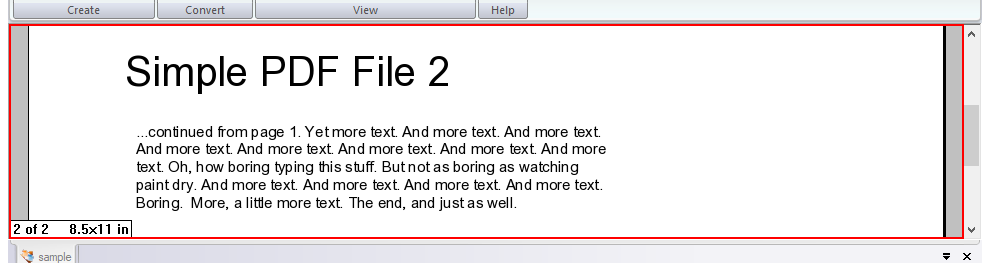 Create Convert View Help
Simple PDF File 2
...continued from page 1. Yet more text. And more text. And more text.
And more text. And more text. And more text. And more text. And more
text. Oh, how boring typing this stuff. But not as boring as watching
paint dry. And more text. And more text. And more text. And more text.
Boring.  More, a little more text. The end, and just as well.
2 of 2 8.5x11 in
sample